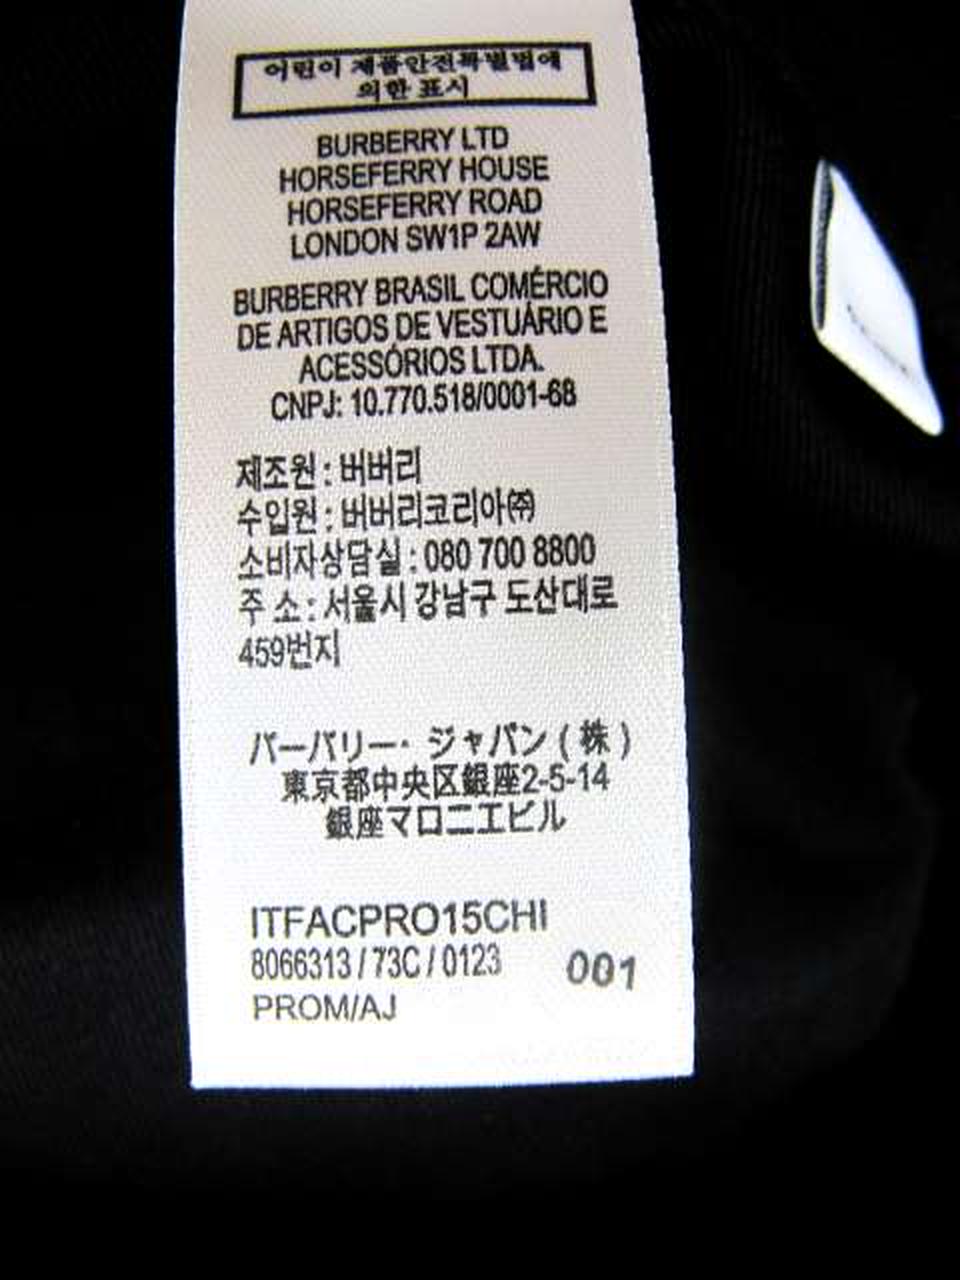 어린이 제품안전특별법에
의한 표시
BURBERRY LTD
HORSEFERRY HOUSE
HORSEFERRY ROAD
LONDON SW1P 2AW
BURBERRY BRASIL COMÉRCIO
DE ARTIGOS DE VESTUÁRIO E
ACESSÓRIOS LTDA.
CNPJ: 10.770.518/0001-68
제조원 : 버버리
수입원 : 버버리코리아㈜
소비자상담실 : 080 700 8800
주 소 : 서울시 강남구 도산대로
459번지
バーバリー・ジャパン ( 株 )
東京都中央区銀座2-5-14
銀座マロニエビル
ITFACPRO15CHI
8066313 / 73C / 0123 001
PROM/AJ